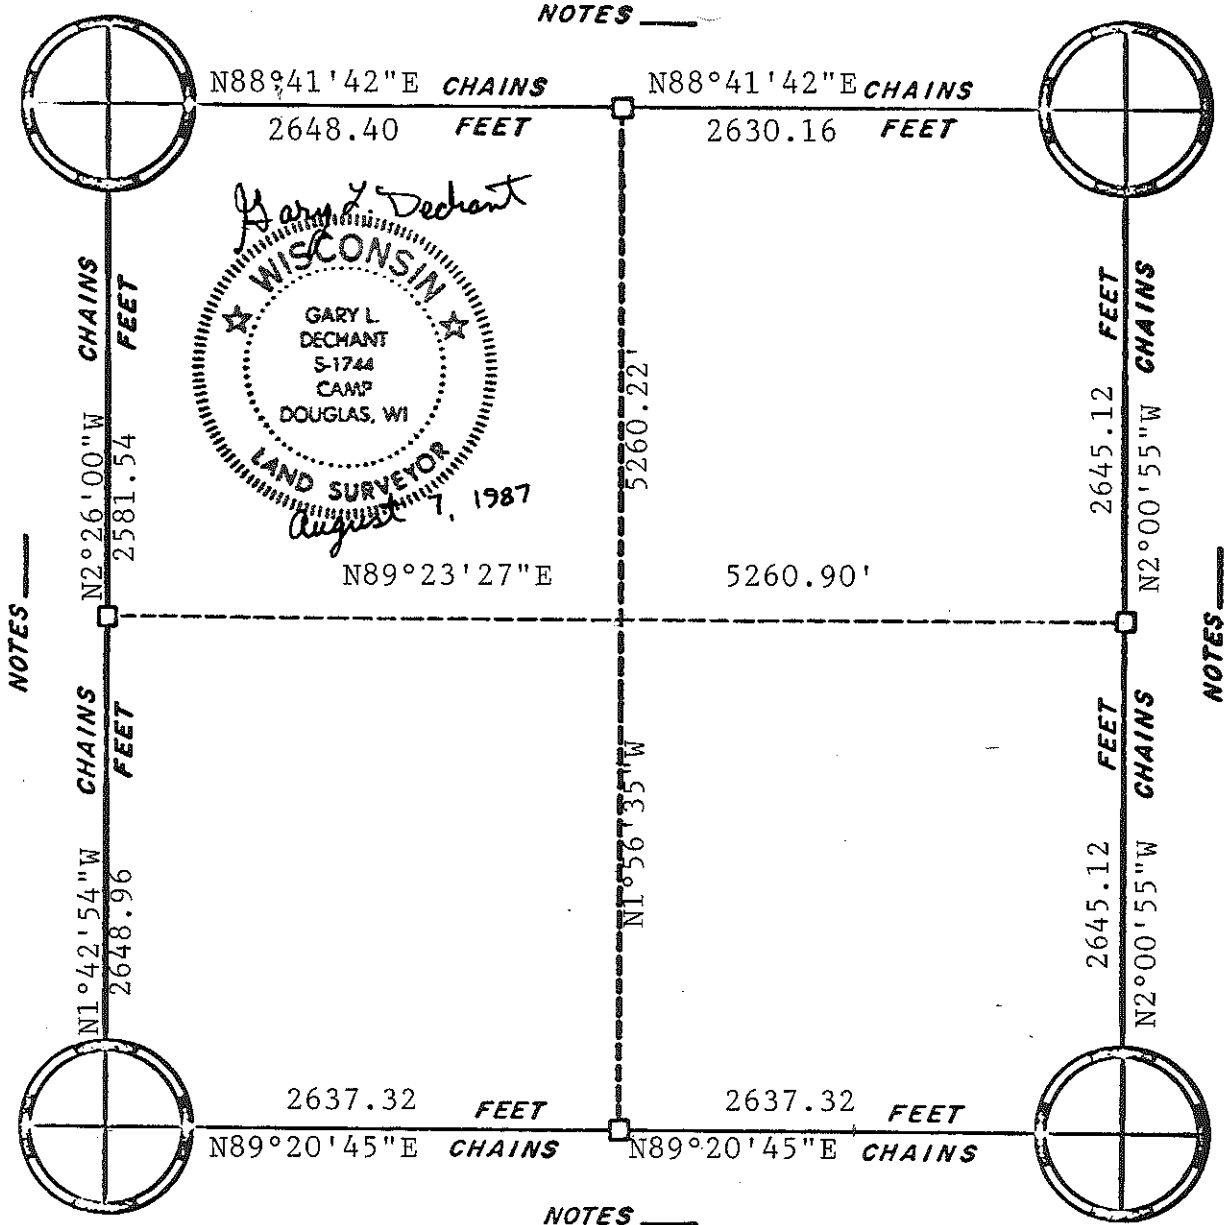 NOTES
N88°41'42"E CHAINS
2648.40 FEET
N88°41'42"E CHAINS
2630.16 FEET
Gary L. Dechant
WISCONSIN
GARY L.
DECHANT
S-1744
CAMP
DOUGLAS, WI
LAND SURVEYOR
August 7, 1987
CHAINS
FEET
N2°26'00"W
2581.54
5260.22'
FEET
CHAINS
2645.12
N2°00'55"W
N89°23'27"E 5260.90'
NOTES
NOTES
CHAINS
FEET
N1°42'54"W
2648.96
N1°56'35"W
FEET
CHAINS
2645.12
N2°00'55"W
2637.32 FEET
N89°20'45"E CHAINS
2637.32 FEET
N89°20'45"E CHAINS
NOTES